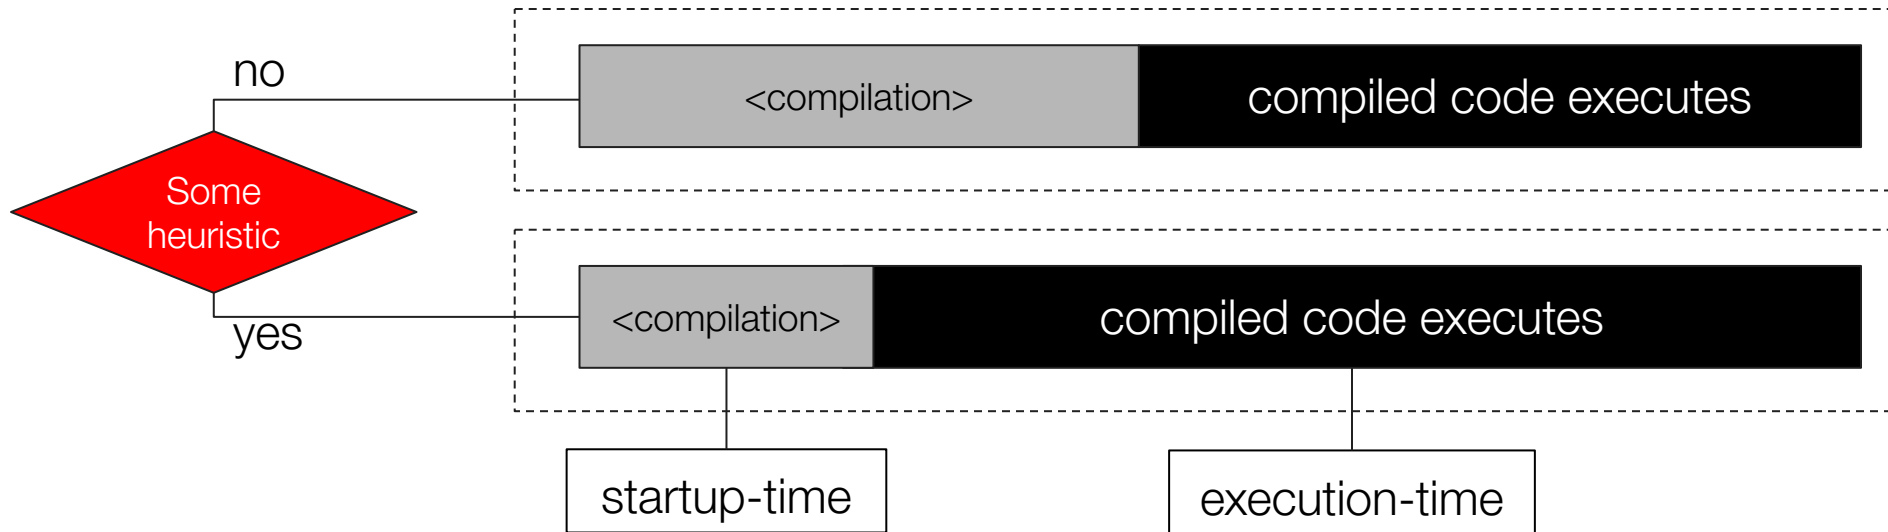 no
<compilation>
compiled code executes
Some
heuristic
yes
<compilation>
compiled code executes
startup-time
execution-time